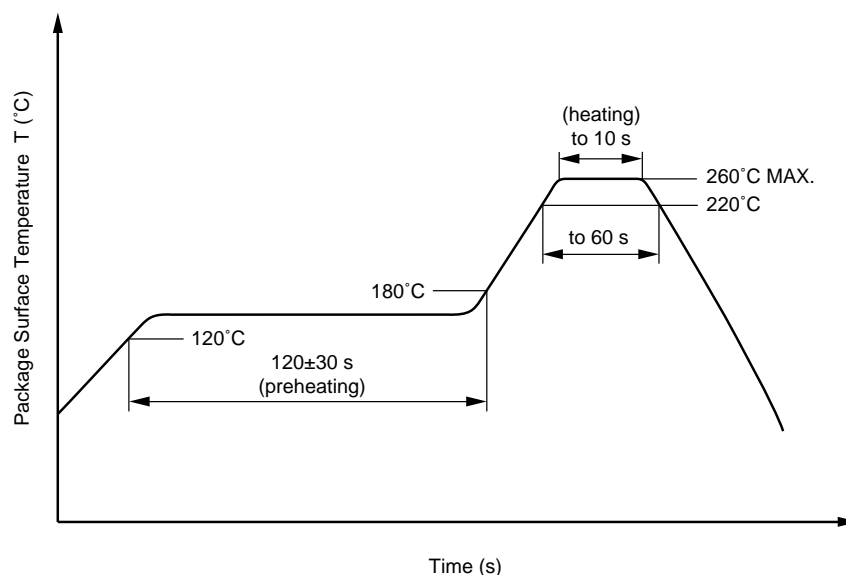 Package Surface Temperature T (˚C)
(heating)
to 10 s
260˚C MAX.
220˚C
to 60 s
180˚C
120˚C
120±30 s
(preheating)
Time (s)